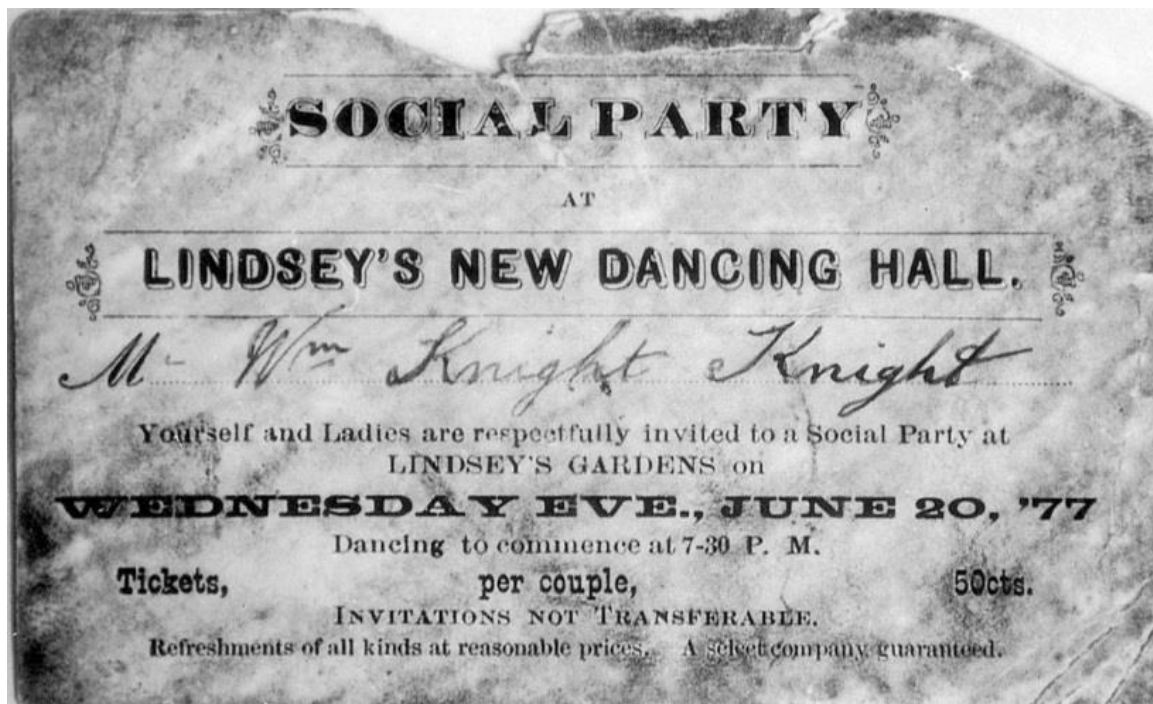 SOCIAL PARTY
AT
LINDSEY'S NEW DANCING HALL.
Mr Wm Knight Knight
Yourself and Ladies are respectfully invited to a Social Party at
LINDSEY'S GARDENS on
WEDNESDAY EVE., JUNE 20, '77
Dancing to commence at 7-30 P. M.
Tickets, per couple, 50cts.
INVITATIONS NOT TRANSFERABLE.
Refreshments of all kinds at reasonable prices. A select company guaranteed.